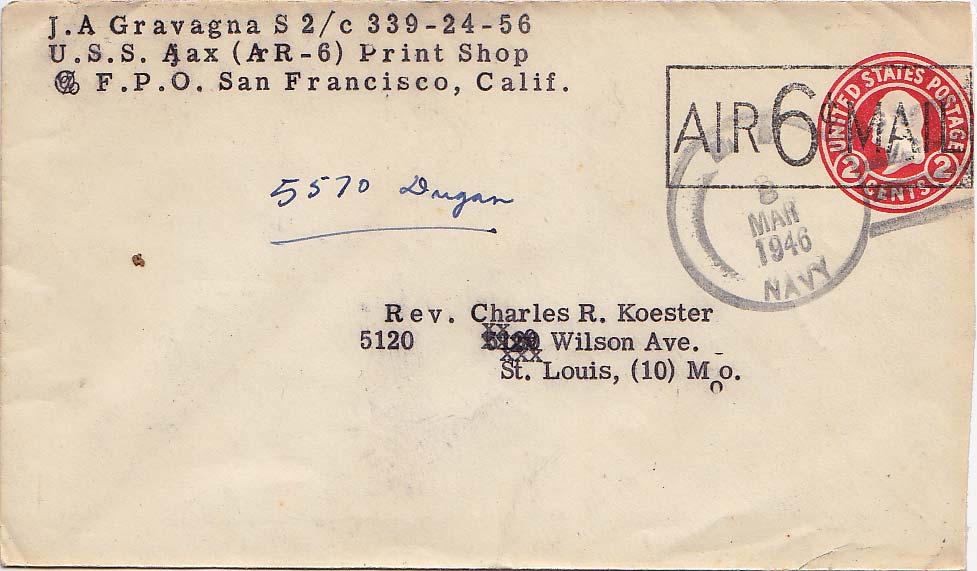 J.A Gravagna S 2/c 339-24-56
U.S.S. Ajax (AR-6) Print Shop
F.P.O. San Francisco, Calif.
AIR 6¢ MAIL
UNITED STATES POSTAGE
2 CENTS 2
8
MAR
1946
NAVY
5570 Dugan
Rev. Charles R. Koester
5120 Wilson Ave.
St. Louis, (10) Mo.